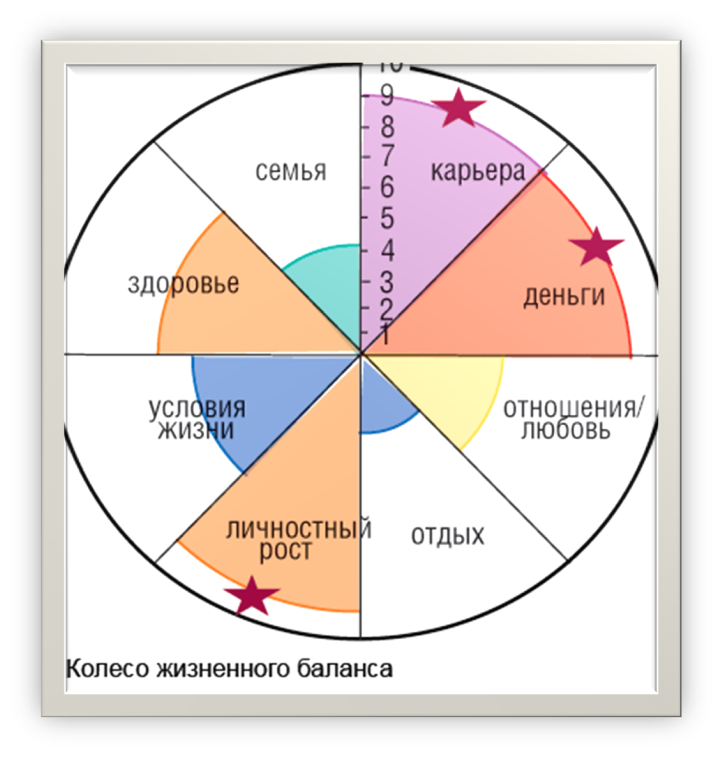 10
9
8
7
6
5
4
3
2
1
семья
карьера
здоровье
деньги
условия
жизни
отношения/
любовь
личностный
рост
отдых
Колесо жизненного баланса